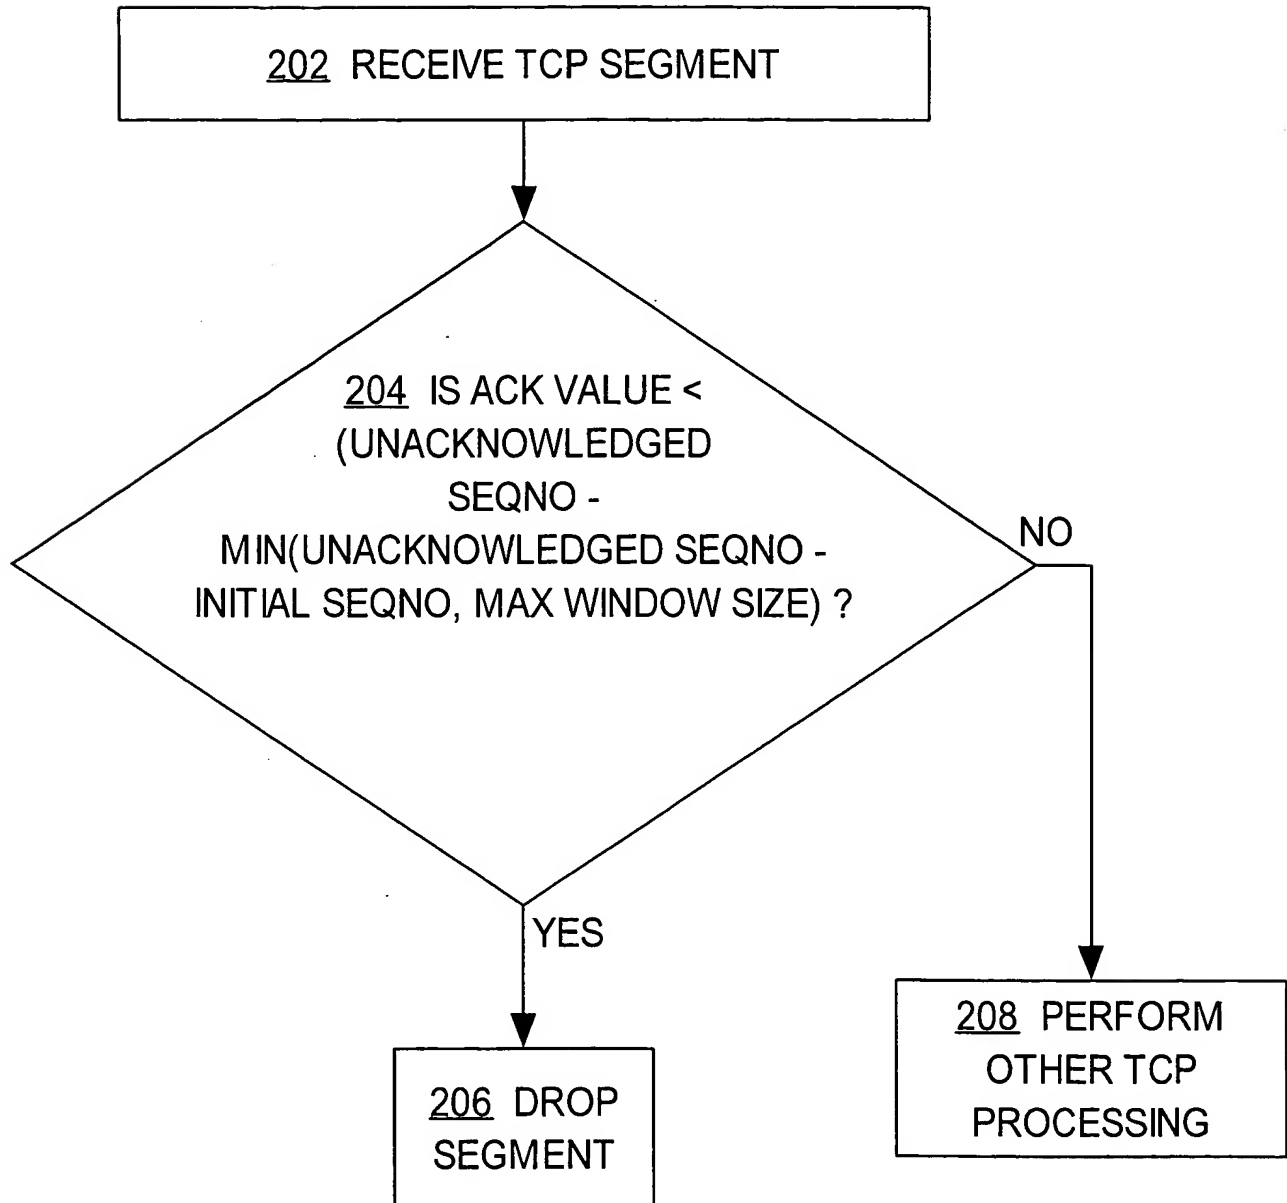 202 RECEIVE TCP SEGMENT
204 IS ACK VALUE <
(UNACKNOWLEDGED
SEQNO -
MIN(UNACKNOWLEDGED SEQNO -
INITIAL SEQNO, MAX WINDOW SIZE) ?
NO
YES
206 DROP
SEGMENT
208 PERFORM
OTHER TCP
PROCESSING